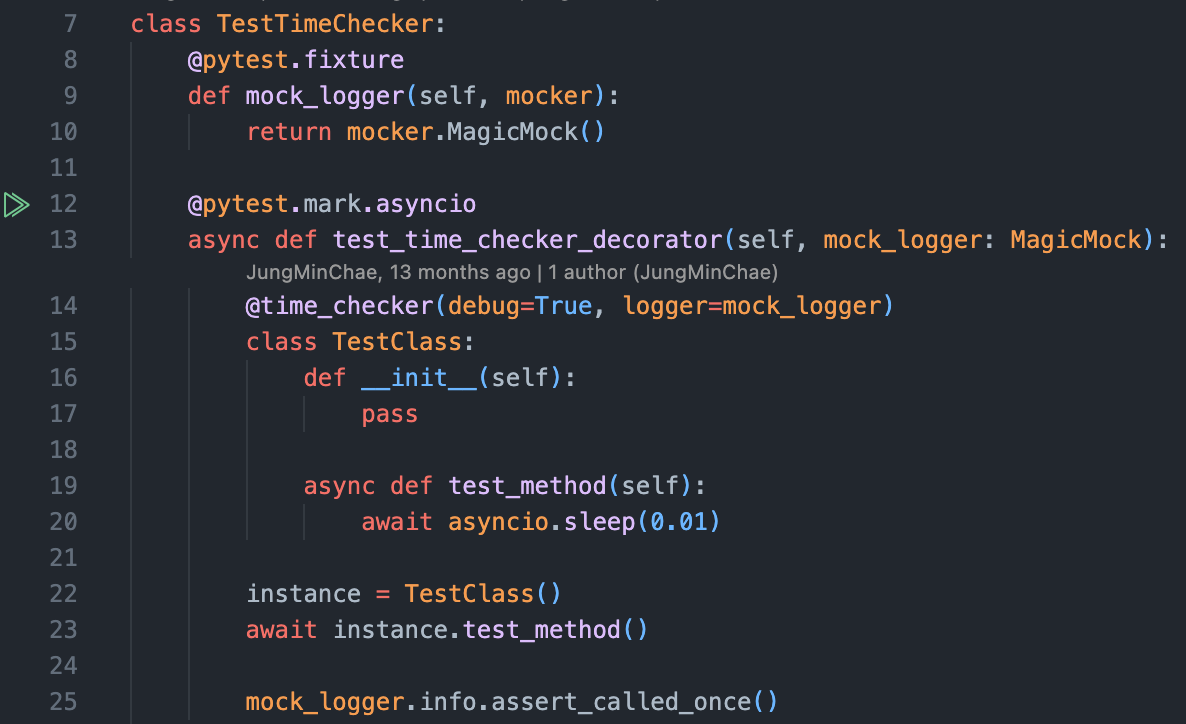 7 class TestTimeChecker:
8 @pytest.fixture
9 def mock_logger(self, mocker):
10 return mocker.MagicMock()
11
12 @pytest.mark.asyncio
13 async def test_time_checker_decorator(self, mock_logger: MagicMock):
JungMinChae, 13 months ago | 1 author (JungMinChae)
14 @time_checker(debug=True, logger=mock_logger)
15 class TestClass:
16 def __init__(self):
17 pass
18
19 async def test_method(self):
20 await asyncio.sleep(0.01)
21
22 instance = TestClass()
23 await instance.test_method()
24
25 mock_logger.info.assert_called_once()